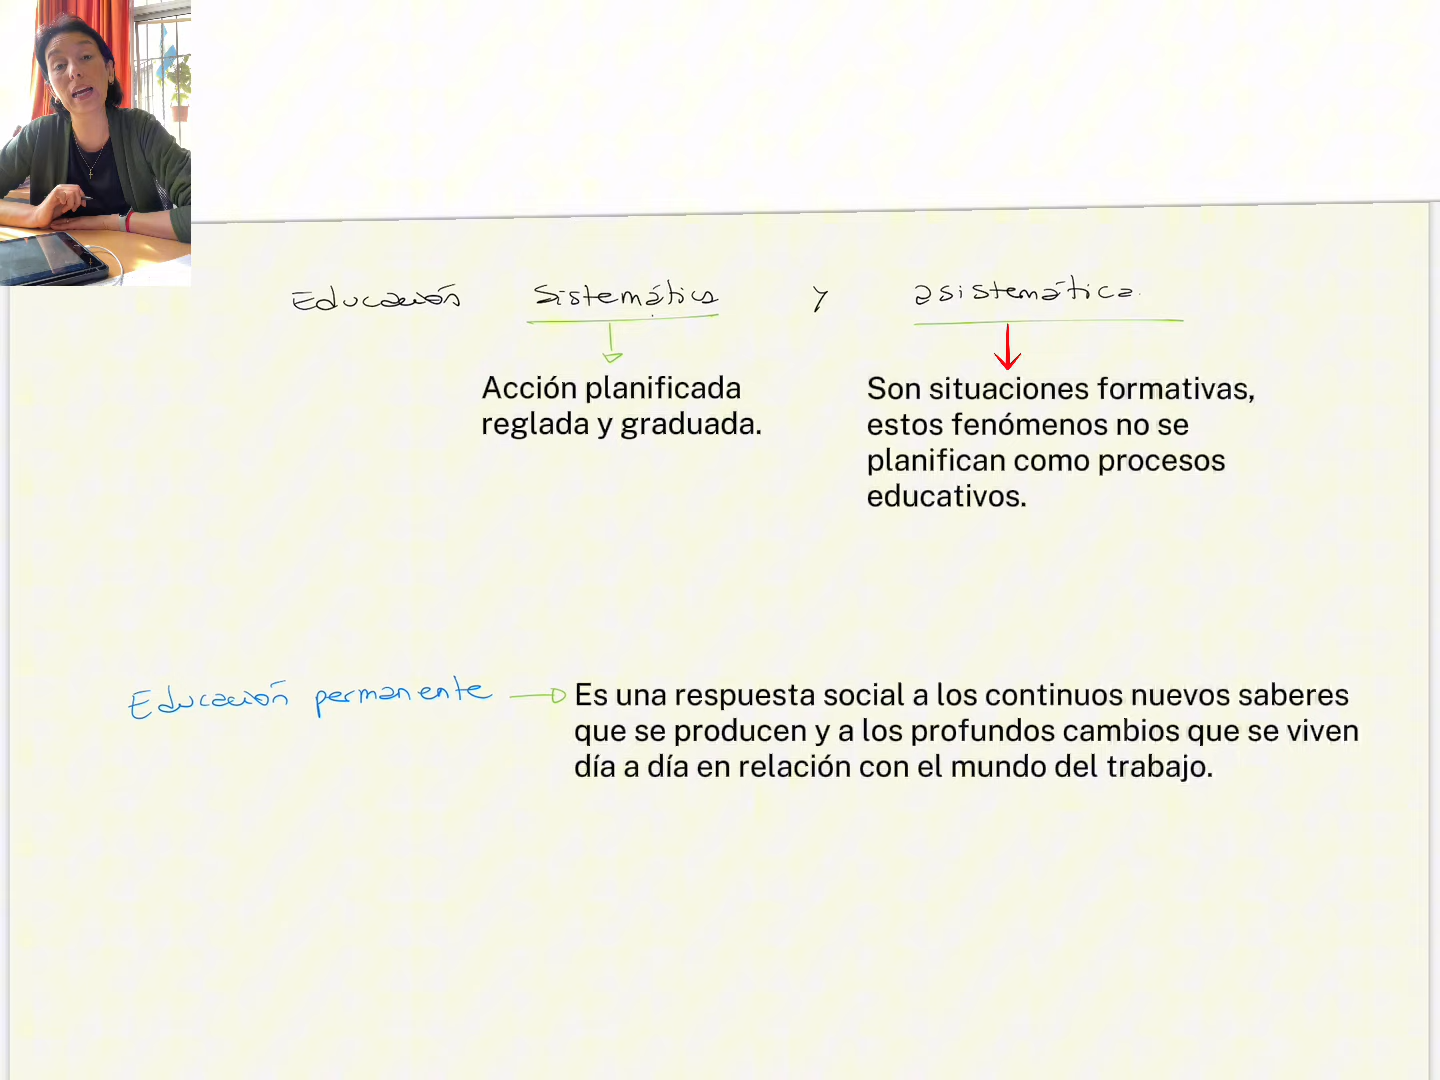 Educación sistemática y asistemática
Acción planificada
reglada y graduada.
Son situaciones formativas,
estos fenómenos no se
planifican como procesos
educativos.
Educación permanente
Es una respuesta social a los continuos nuevos saberes
que se producen y a los profundos cambios que se viven
día a día en relación con el mundo del trabajo.